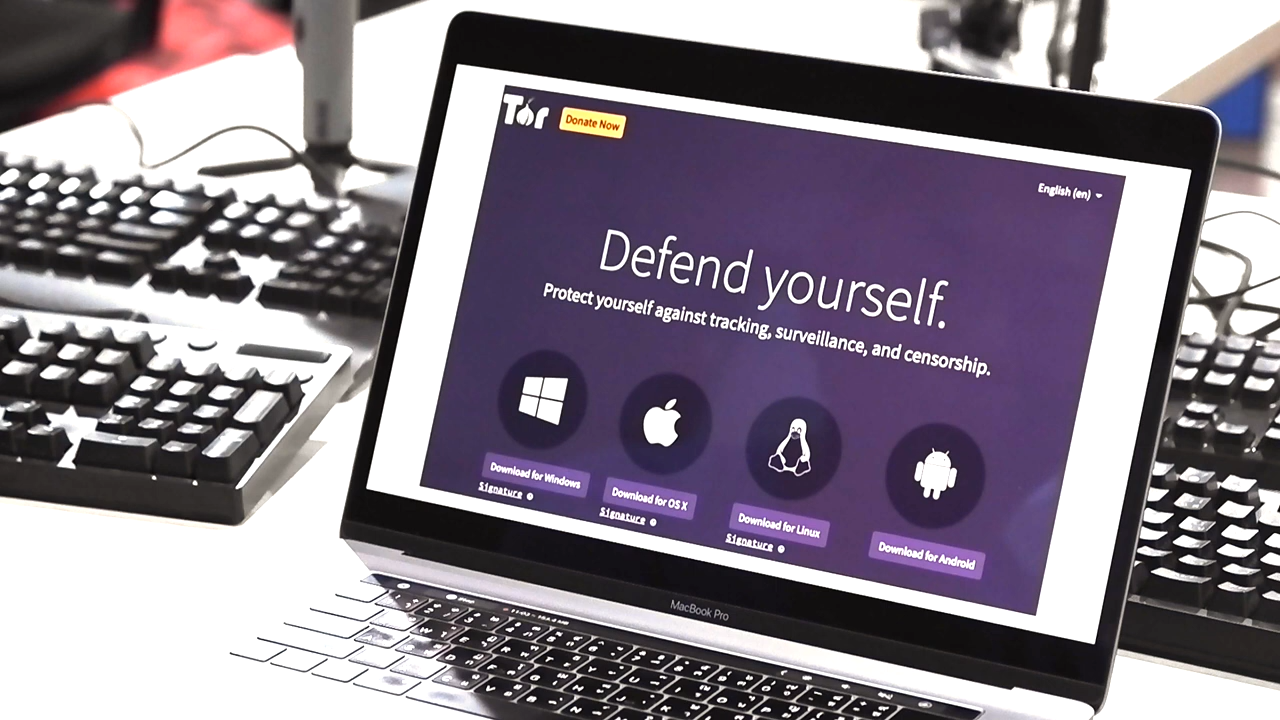 Tor
Donate Now
English (en)
Defend yourself.
Protect yourself against tracking, surveillance, and censorship.
Download for Windows
Signature
Download for OS X
Signature
Download for Linux
Signature
Download for Android
MacBook Pro